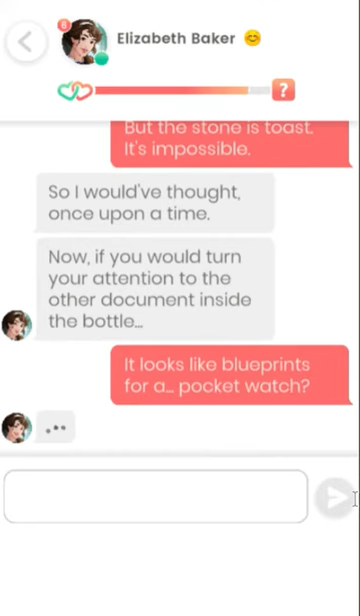 6
Elizabeth Baker
?
But the stone is toast.
It's impossible.
So I would've thought,
once upon a time.
Now, if you would turn
your attention to the
other document inside
the bottle...
It looks like blueprints
for a... pocket watch?